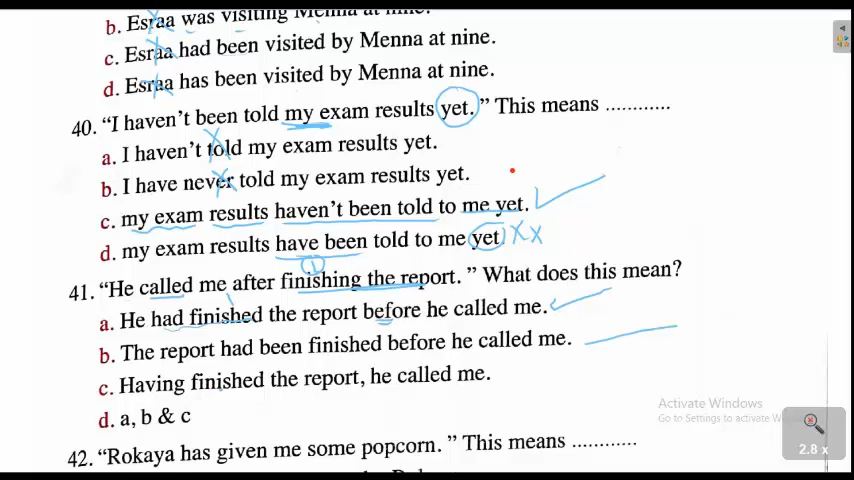 b. Esraa was visiting Menna at nine.
c. Esraa had been visited by Menna at nine.
d. Esraa has been visited by Menna at nine.
40. “I haven't been told my exam results yet. ” This means ............
a. I haven't told my exam results yet.
b. I have never told my exam results yet.
c. my exam results haven't been told to me yet.
d. my exam results have been told to me yet
41. “He called me after finishing the report. ” What does this mean?
a. He had finished the report before he called me.
b. The report had been finished before he called me.
c. Having finished the report, he called me.
d. a, b & c
Activate Windows
Go to Settings to activate
2.8 x
42. “Rokaya has given me some popcorn. ” This means ............